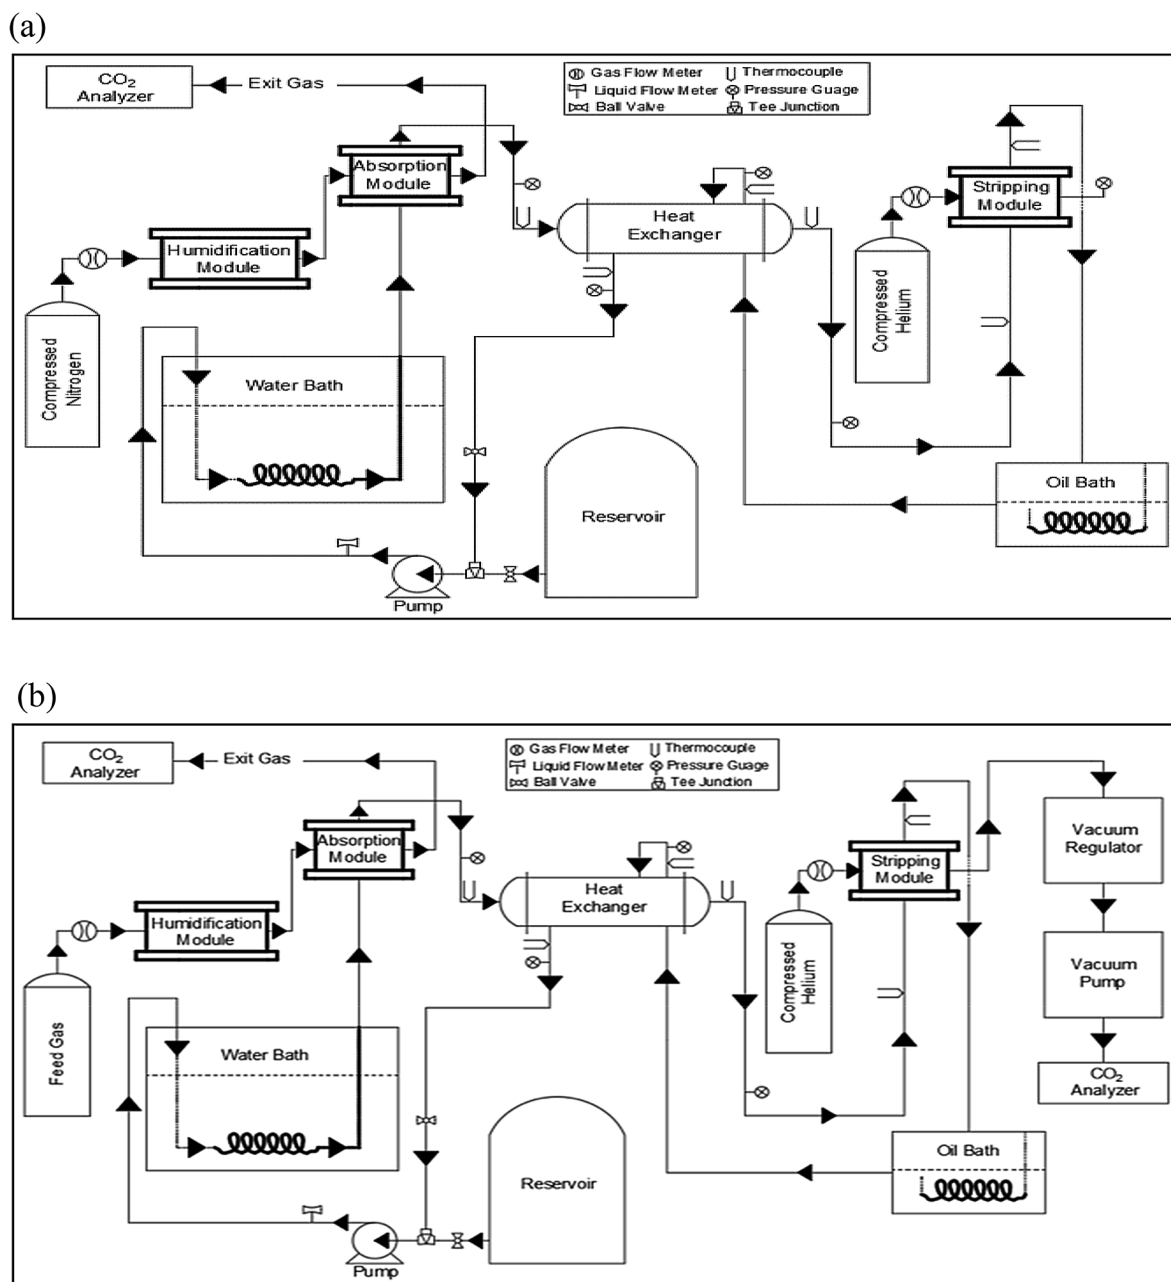 (a)
CO2
Analyzer
Exit Gas
Gas Flow Meter
Thermocouple
Liquid Flow Meter
Pressure Guage
Ball Valve
Tee Junction
Absorption
Module
Stripping
Module
Heat
Exchanger
Humidification
Module
Compressed
Helium
Compressed
Nitrogen
Water Bath
Oil Bath
Reservoir
Pump
(b)
CO2
Analyzer
Exit Gas
Gas Flow Meter
Thermocouple
Liquid Flow Meter
Pressure Guage
Ball Valve
Tee Junction
Absorption
Module
Vacuum
Regulator
Stripping
Module
Heat
Exchanger
Humidification
Module
Compressed
Helium
Vacuum
Pump
Feed Gas
Water Bath
CO2
Analyzer
Oil Bath
Reservoir
Pump